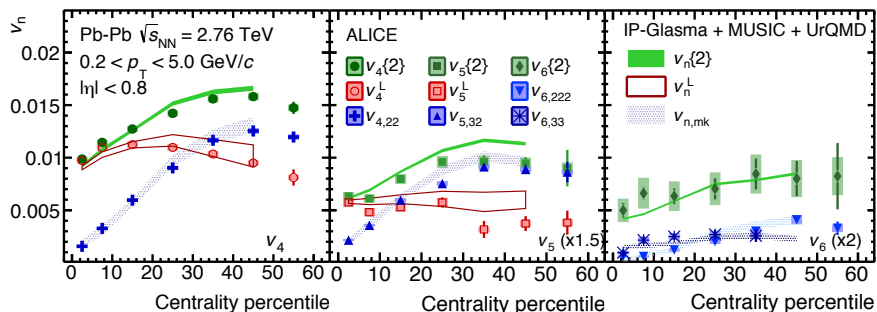 v_n
0.02
0.015
0.01
0.005
Pb-Pb √s_NN = 2.76 TeV
0.2 < p_T < 5.0 GeV/c
|η| < 0.8
v_4
0 10 20 30 40 50 60
Centrality percentile
ALICE
v_4{2} v_5{2} v_6{2}
v_4^L v_5^L v_6,222
v_4,22 v_5,32 v_6,33
v_5 (x1.5)
0 10 20 30 40 50 60
Centrality percentile
IP-Glasma + MUSIC + UrQMD
v_n{2}
v_n^L
v_n,mk
v_6 (x2)
0 10 20 30 40 50 60
Centrality percentile